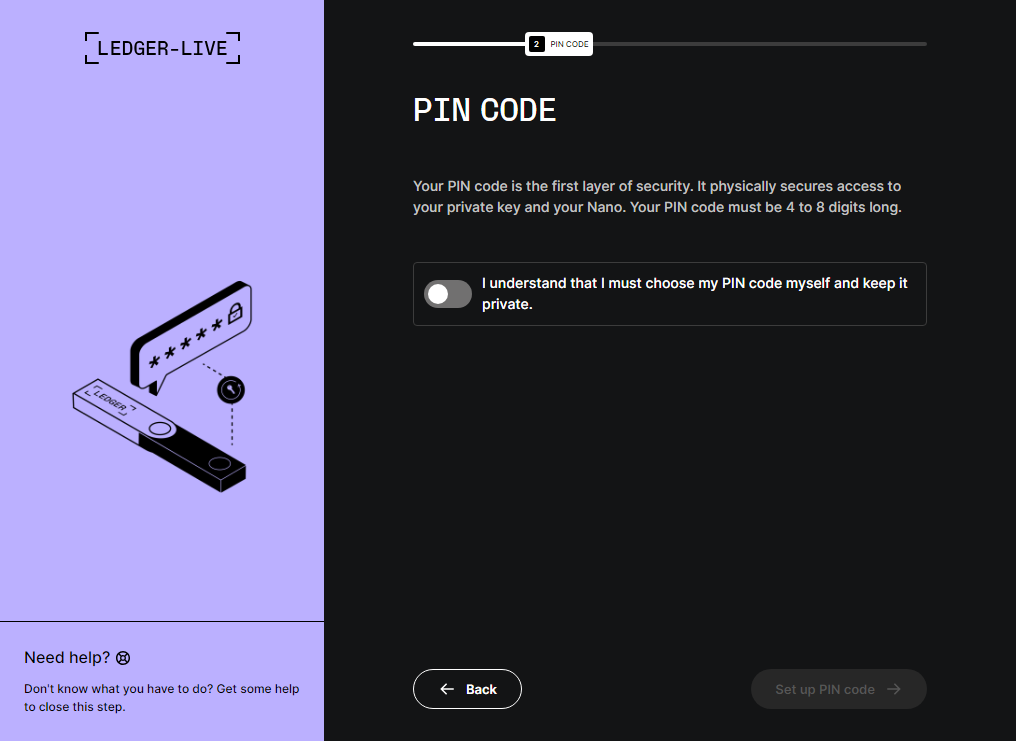 LEDGER-LIVE
LEDGER
Need help?
Don't know what you have to do? Get some help
to close this step.
2 PIN CODE
PIN CODE
Your PIN code is the first layer of security. It physically secures access to
your private key and your Nano. Your PIN code must be 4 to 8 digits long.
I understand that I must choose my PIN code myself and keep it
private.
Back
Set up PIN code